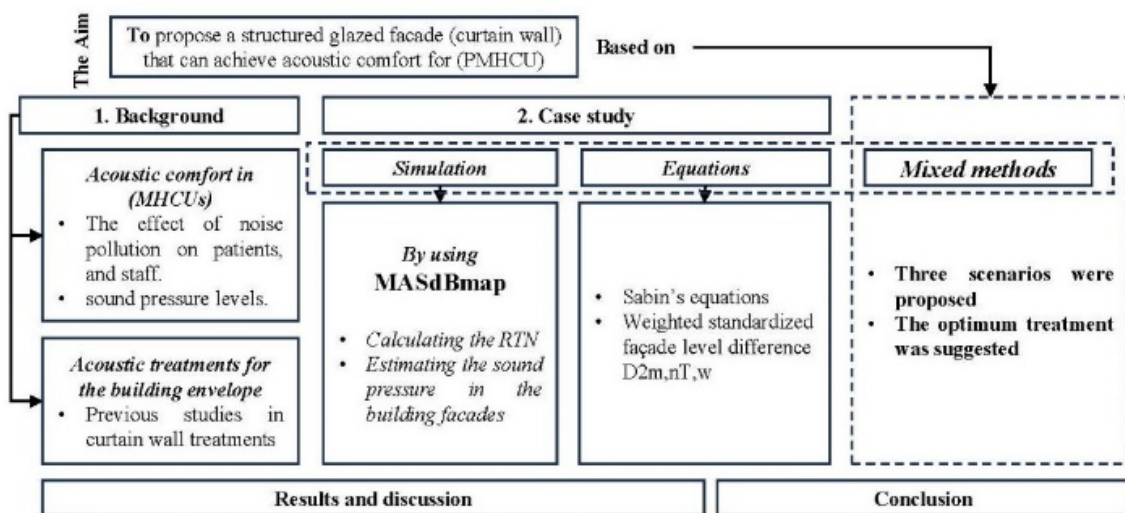 The Aim
To propose a structured glazed facade (curtain wall)
that can achieve acoustic comfort for (PMHCU)
Based on
1. Background
2. Case study
Acoustic comfort in
(MHCUs)
• The effect of noise
pollution on patients,
and staff.
• sound pressure levels.
Acoustic treatments for
the building envelope
• Previous studies in
curtain wall treatments
Simulation
By using
MASdBmap
• Calculating the RTN
• Estimating the sound
pressure in the
building facades
Equations
• Sabin's equations
• Weighted standardized
façade level difference
D2m,nT,w
Mixed methods
• Three scenarios were
proposed
• The optimum treatment
was suggested
Results and discussion
Conclusion